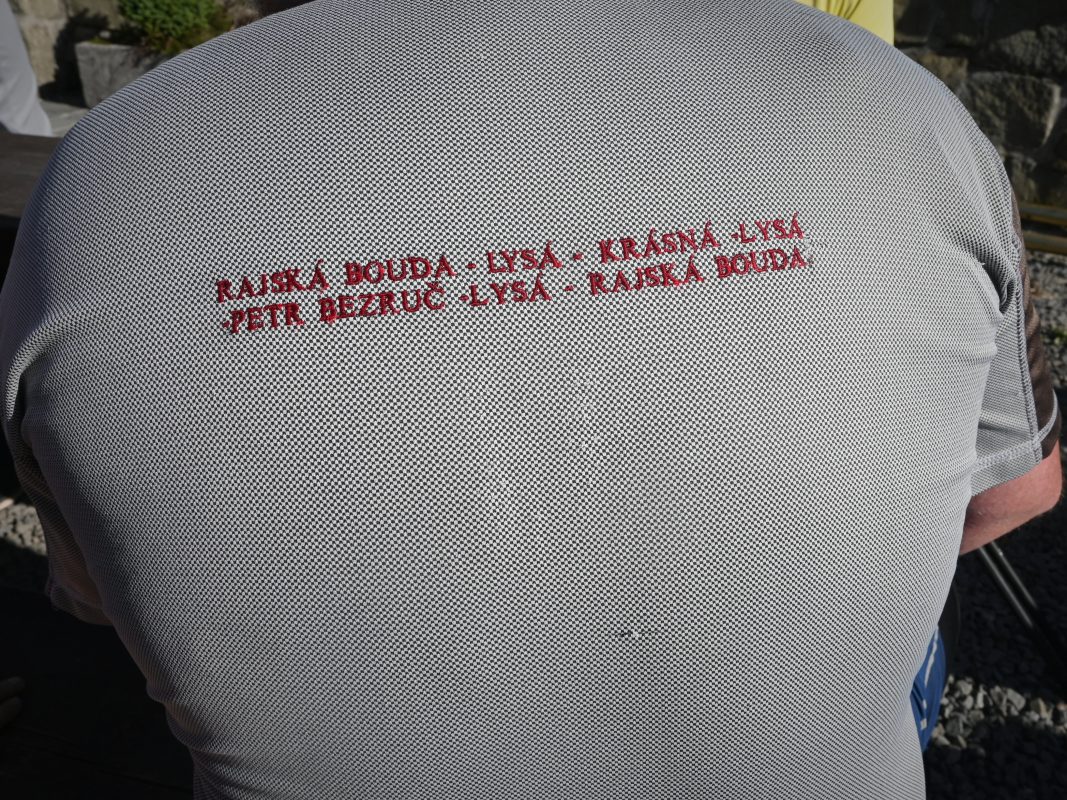 RAJSKÁ BOUDA - LYSÁ - KRÁSNÁ -LYSÁ
-PETR BEZRUČ -LYSÁ - RAJSKÁ BOUDA